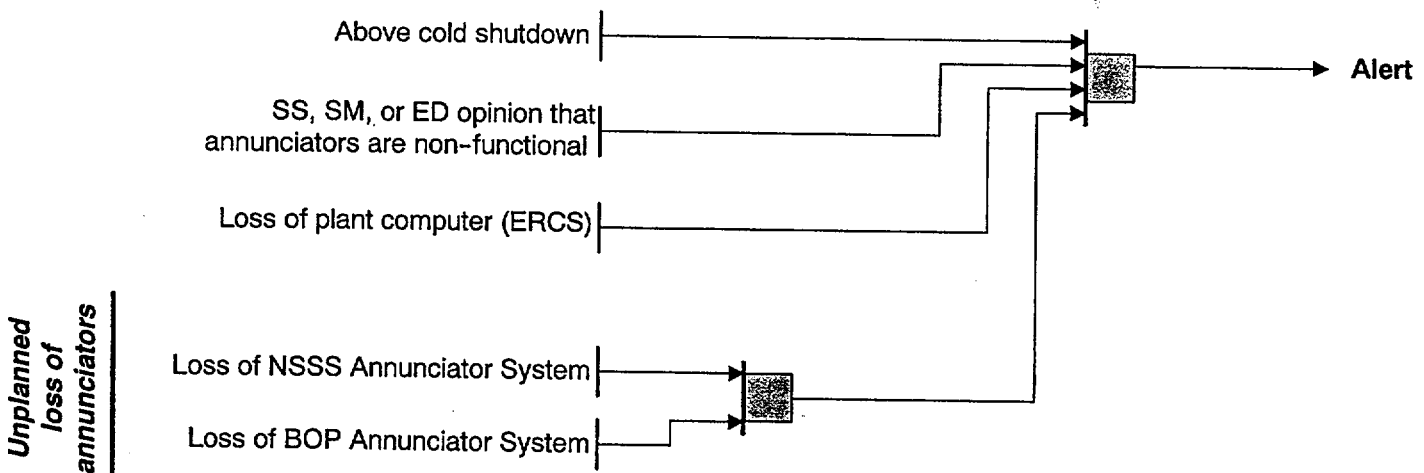 Above cold shutdown
Alert
SS, SM, or ED opinion that
annunciators are non-functional
Loss of plant computer (ERCS)
Unplanned
loss of
annunciators
Loss of NSSS Annunciator System
Loss of BOP Annunciator System